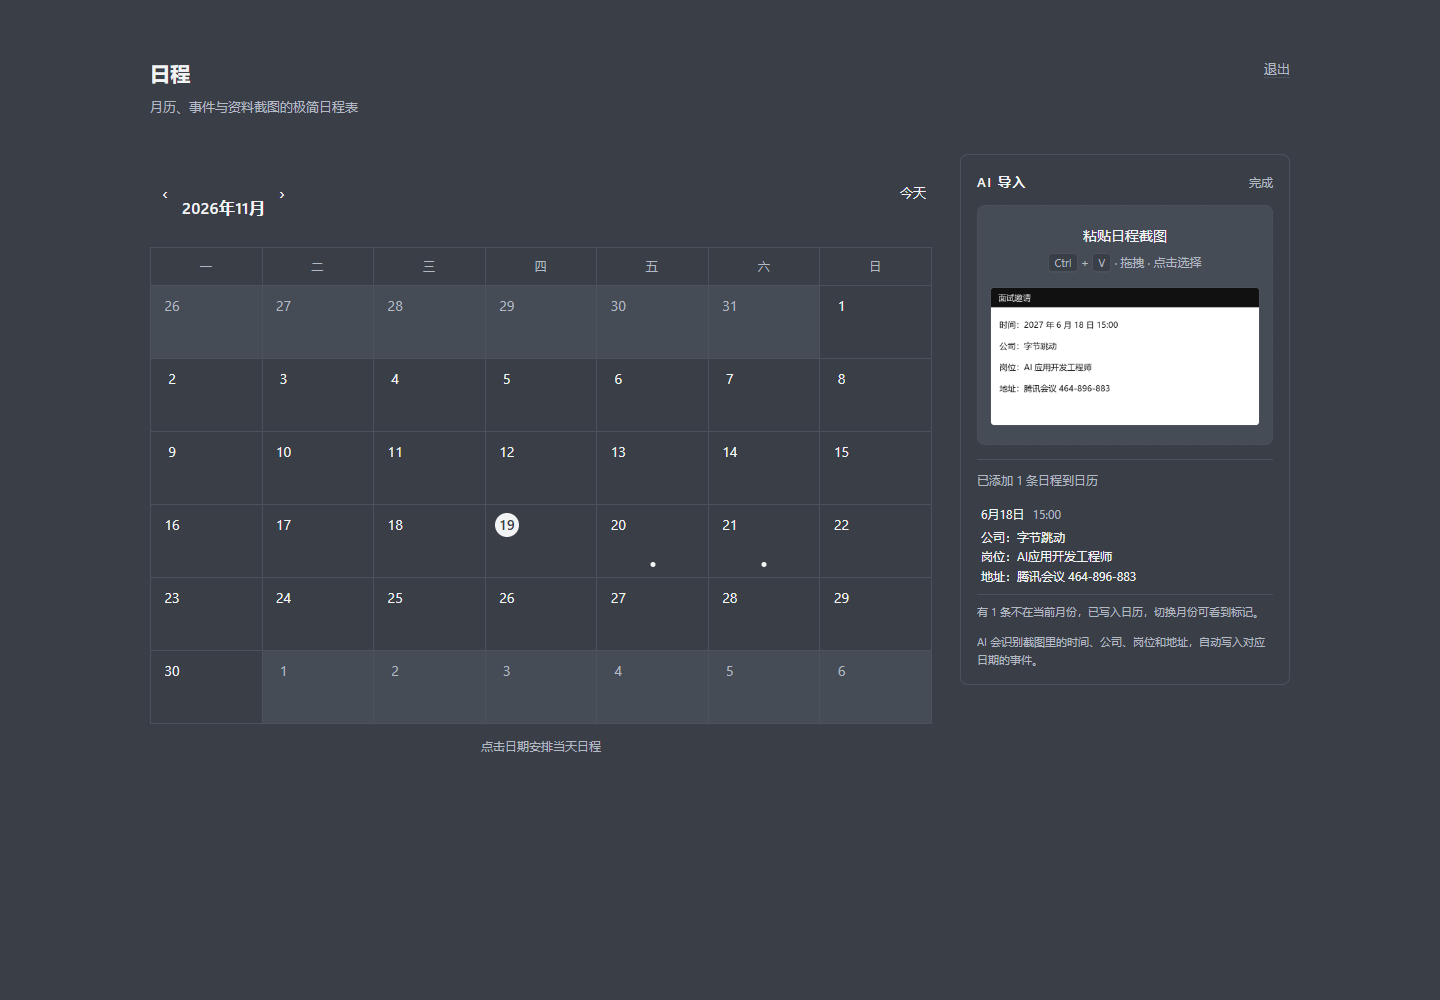 日程
退出
月历、事件与资料截图的极简日程表
‹ 2026年11月 ›
今天
一 二 三 四 五 六 日
26 27 28 29 30 31 1
2 3 4 5 6 7 8
9 10 11 12 13 14 15
16 17 18 19 20 21 22
23 24 25 26 27 28 29
30 1 2 3 4 5 6
点击日期安排当天日程
AI 导入
完成
粘贴日程截图
Ctrl + V · 拖拽 · 点击选择
面试邀请
时间：2027 年 6 月 18 日 15:00
公司：字节跳动
岗位：AI 应用开发工程师
地址：腾讯会议 464-896-883
已添加 1 条日程到日历
6月18日 15:00
公司：字节跳动
岗位：AI应用开发工程师
地址：腾讯会议 464-896-883
有 1 条不在当前月份，已写入日历，切换月份可看到标记。
AI 会识别截图里的时间、公司、岗位和地址，自动写入对应
日期的事件。